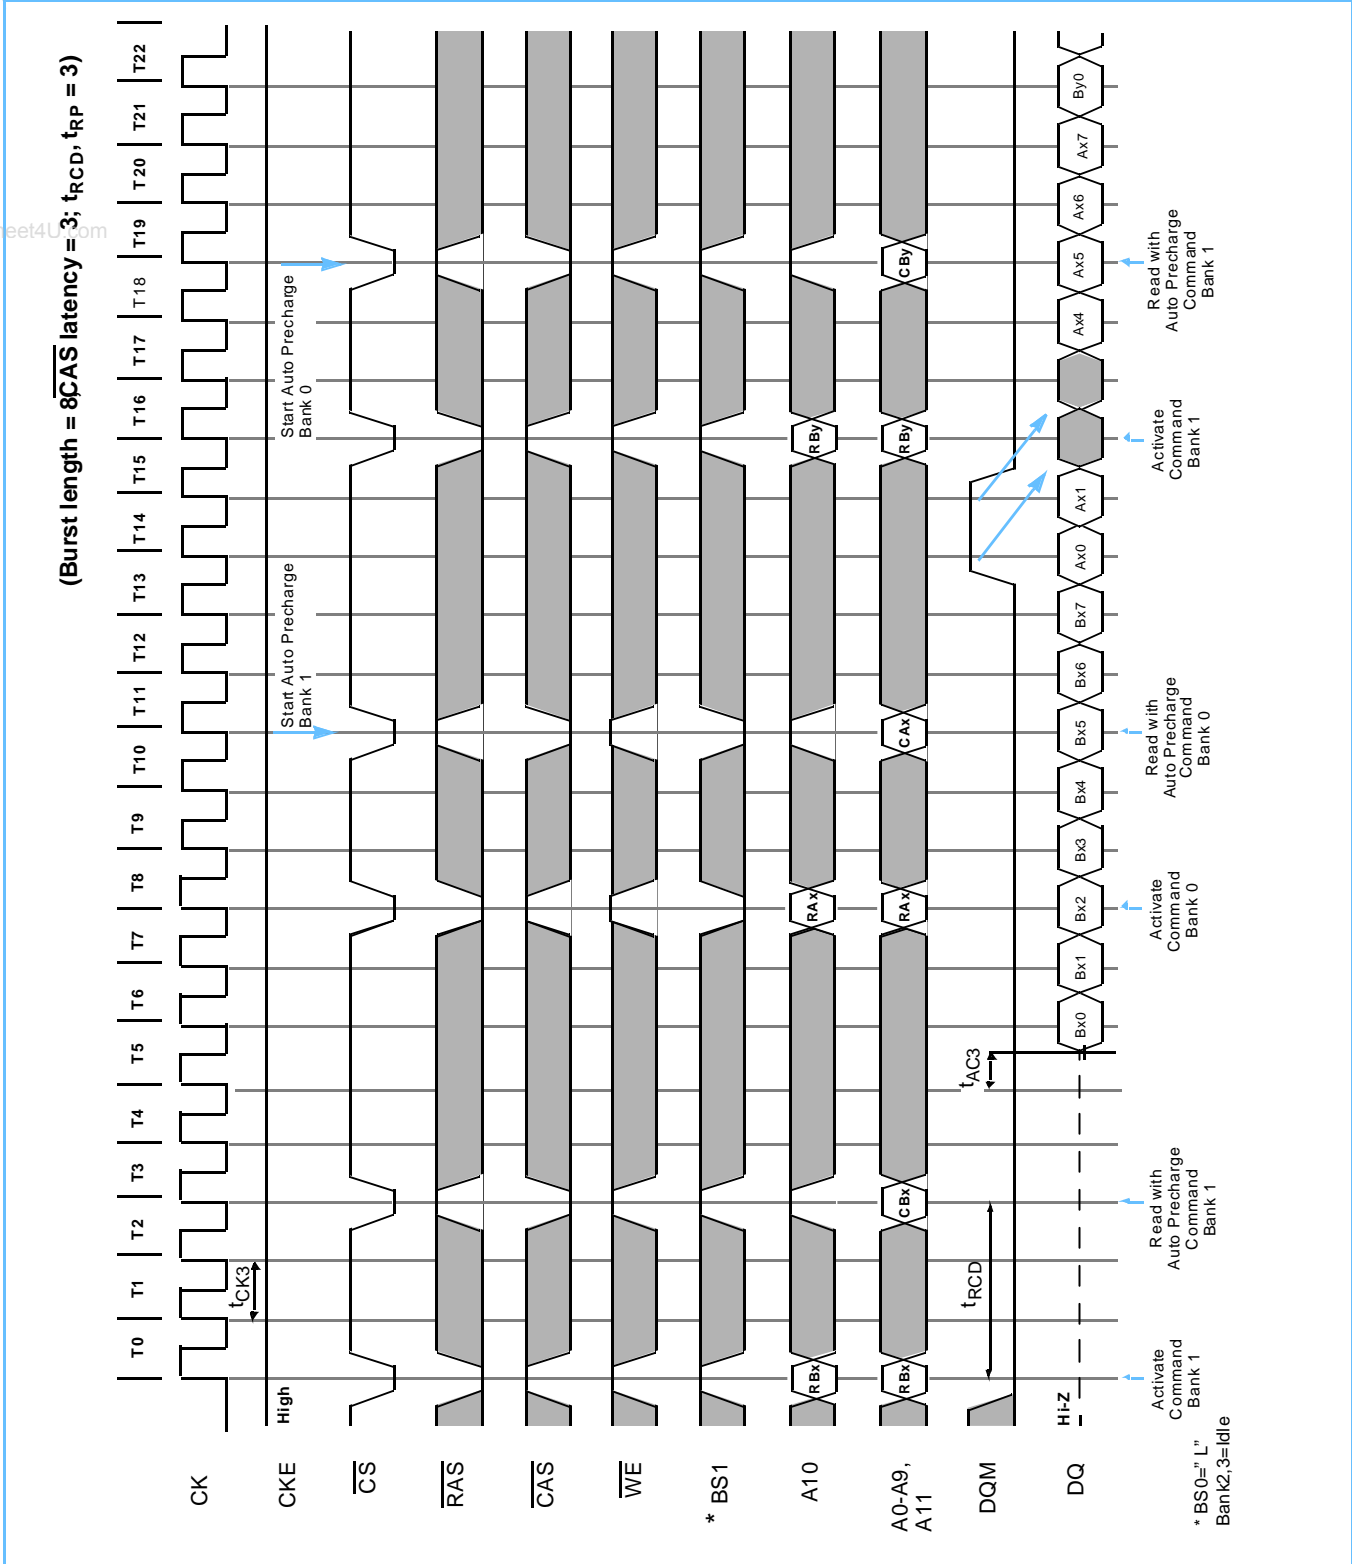 (Burst length = 8,CAS latency = 3; tRCD, tRP = 3)
eet4U.com
T0 T1 T2 T3 T4 T5 T6 T7 T8 T9 T10 T11 T12 T13 T14 T15 T16 T17 T18 T19 T20 T21 T22
CK
tCK3
CKE
High
Start Auto Precharge
Bank 1
Start Auto Precharge
Bank 0
CS
RAS
CAS
WE
* BS1
A10
RBx RAx RBy
A0-A9,
A11
RBx CBx RAx CAx RBy CBy
DQM
tRCD
tAC3
DQ
Hi-Z
Bx0 Bx1 Bx2 Bx3 Bx4 Bx5 Bx6 Bx7 Ax0 Ax1 Ax4 Ax5 Ax6 Ax7 By0
Activate
Command
Bank 1
Read with
Auto Precharge
Command
Bank 1
Activate
Command
Bank 0
Read with
Auto Precharge
Command
Bank 0
Activate
Command
Bank 1
Read with
Auto Precharge
Command
Bank 1
* BS0=" L"
Bank2,3=Idle